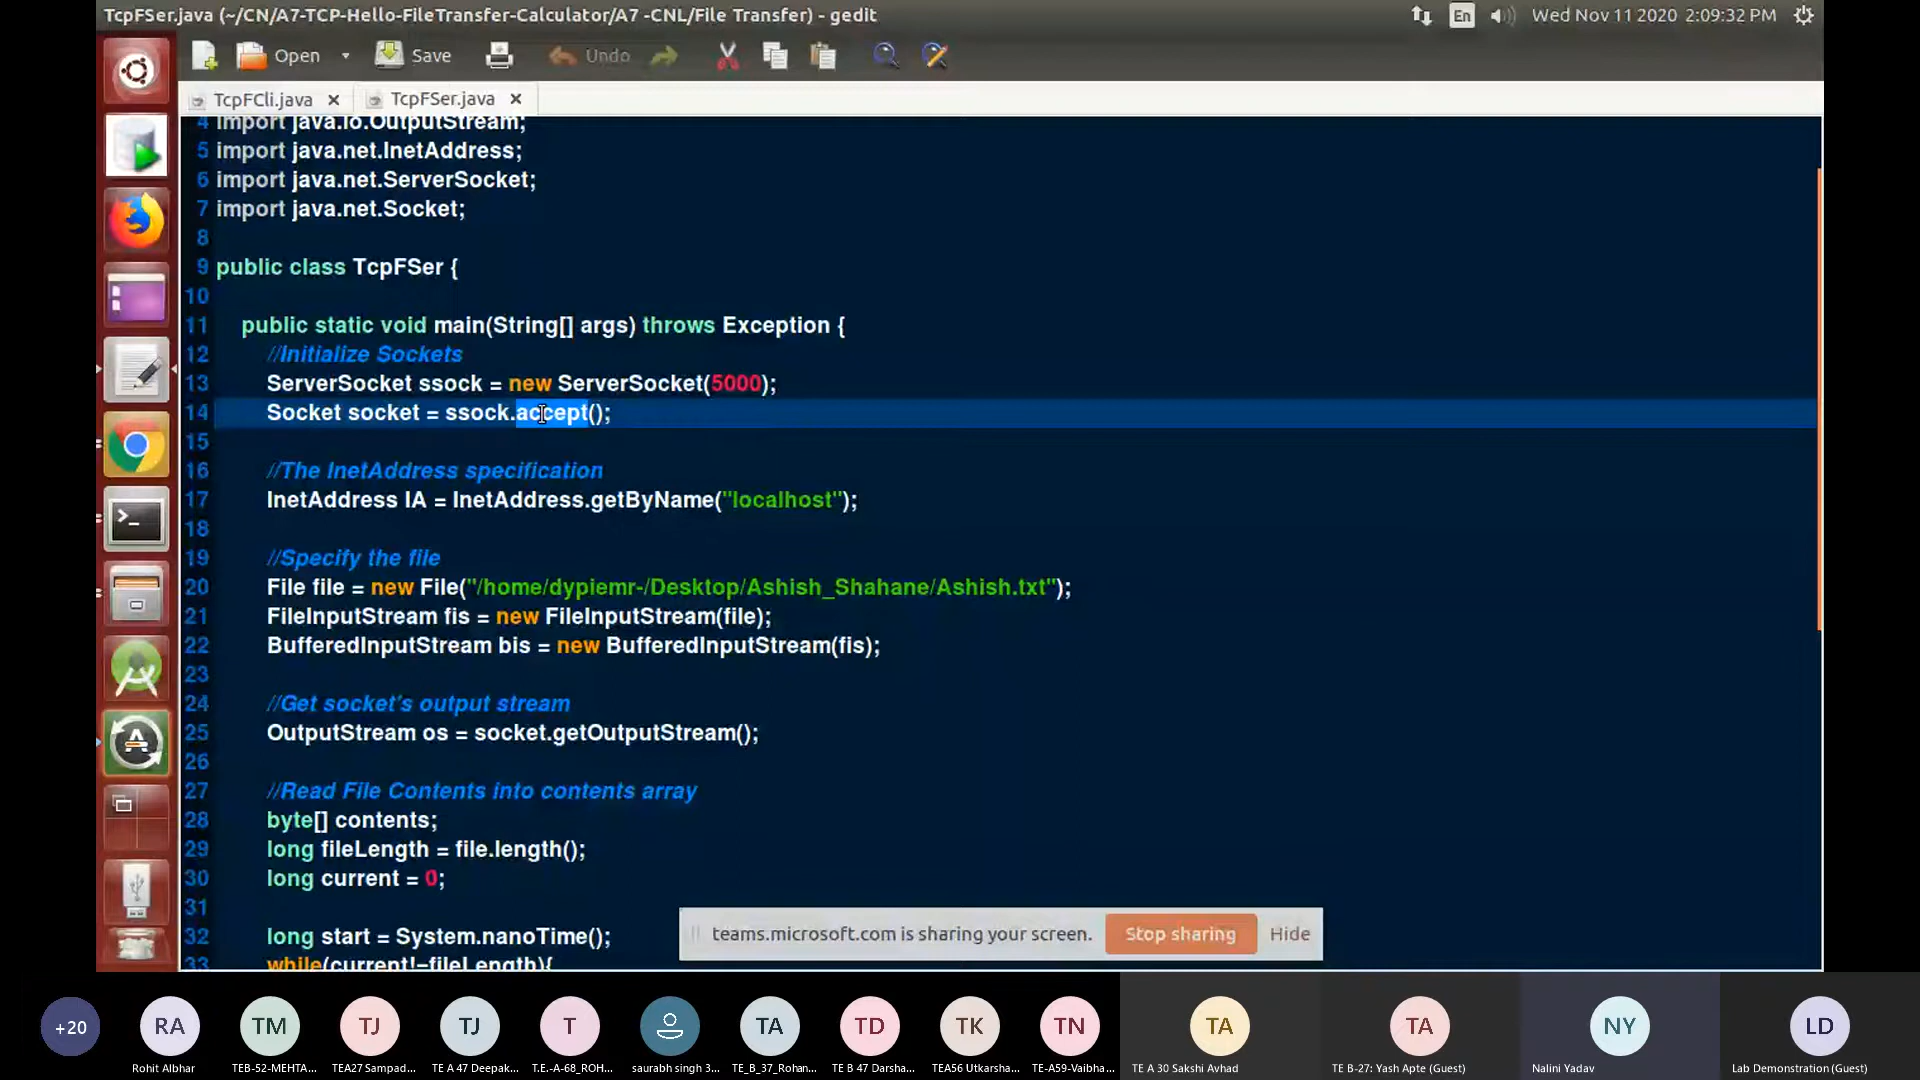 TcpFSer.java (~/CN/A7-TCP-Hello-FileTransfer-Calculator/A7 -CNL/File Transfer) - gedit
En
Wed Nov 11 2020 2:09:32 PM
Open
Save
Undo
TcpFCli.java
TcpFSer.java
4 import java.io.OutputStream;
5 import java.net.InetAddress;
6 import java.net.ServerSocket;
7 import java.net.Socket;
8
9 public class TcpFSer {
10
11 public static void main(String[] args) throws Exception {
12 //Initialize Sockets
13 ServerSocket ssock = new ServerSocket(5000);
14 Socket socket = ssock.accept();
15
16 //The InetAddress specification
17 InetAddress IA = InetAddress.getByName("localhost");
18
19 //Specify the file
20 File file = new File("/home/dypiemr-/Desktop/Ashish_Shahane/Ashish.txt");
21 FileInputStream fis = new FileInputStream(file);
22 BufferedInputStream bis = new BufferedInputStream(fis);
23
24 //Get socket's output stream
25 OutputStream os = socket.getOutputStream();
26
27 //Read File Contents into contents array
28 byte[] contents;
29 long fileLength = file.length();
30 long current = 0;
31
32 long start = System.nanoTime();
33 while(current!=fileLength){
teams.microsoft.com is sharing your screen.
Stop sharing
Hide
+20
RA
TM
TJ
TJ
T
TA
TD
TK
TN
TA
TA
NY
LD
Rohit Albhar
TEB-52-MEHTA...
TEA27 Sampad...
TE A 47 Deepak...
T.E.-A-68_ROH...
saurabh singh 3...
TE_B_37_Rohan...
TE B 47 Darsha...
TEA56 Utkarsha...
TE-A59-Vaibha...
TE A 30 Sakshi Avhad
TE B-27: Yash Apte (Guest)
Nalini Yadav
Lab Demonstration (Guest)